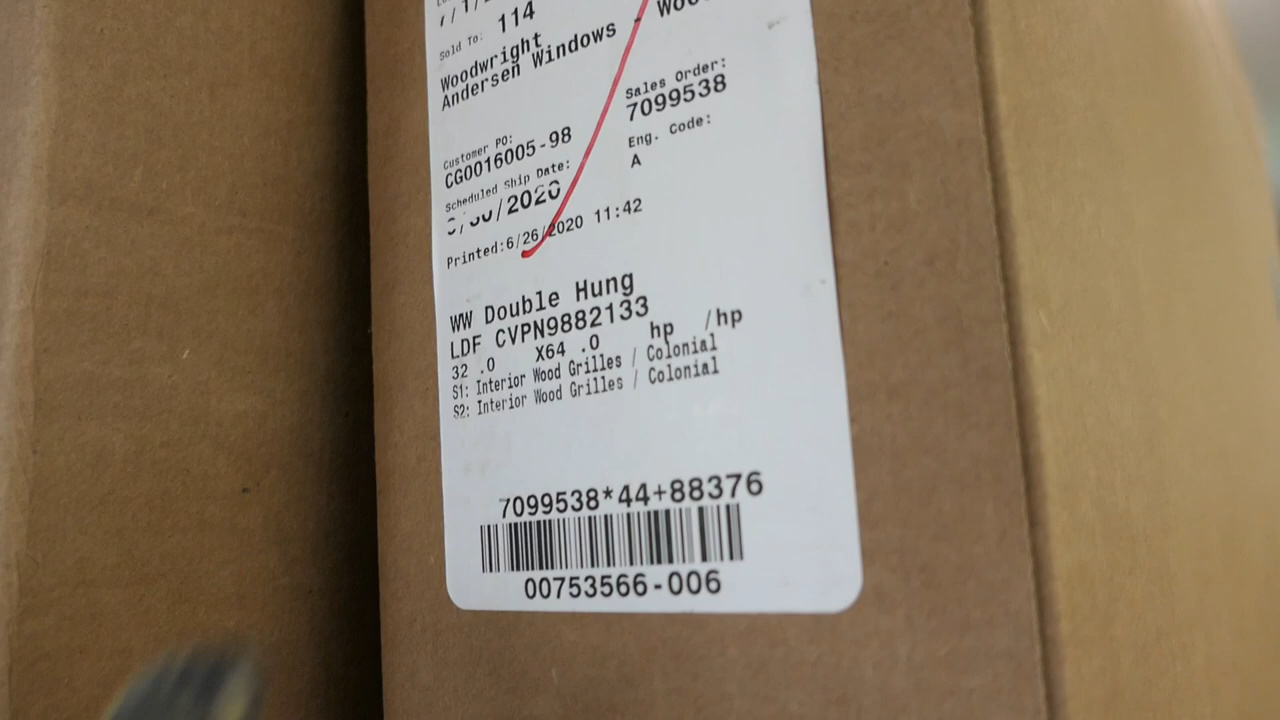 Sold To: 114
Woodwright
Andersen Windows -
Customer PO:
CG0016005-98
Sales Order:
7099538
Scheduled Ship Date:
/2020
Eng. Code:
A
Printed:6/26/2020 11:42
WW Double Hung
LDF CVPN9882133
32 .0 X64 .0 hp /hp
S1: Interior Wood Grilles / Colonial
S2: Interior Wood Grilles / Colonial
7099538*44+88376
00753566-006